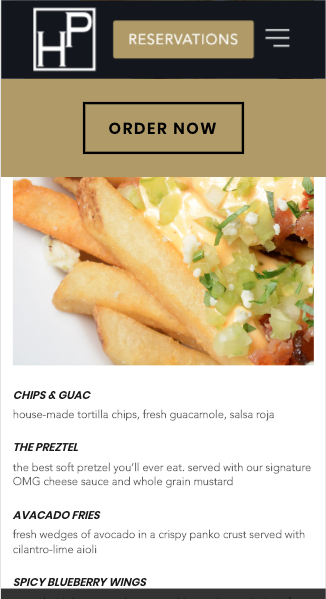 HP
RESERVATIONS
ORDER NOW
CHIPS & GUAC
house-made tortilla chips, fresh guacamole, salsa roja
THE PREZTEL
the best soft pretzel you'll ever eat. served with our signature
OMG cheese sauce and whole grain mustard
AVACADO FRIES
fresh wedges of avocado in a crispy panko crust served with
cilantro-lime aioli
SPICY BLUEBERRY WINGS